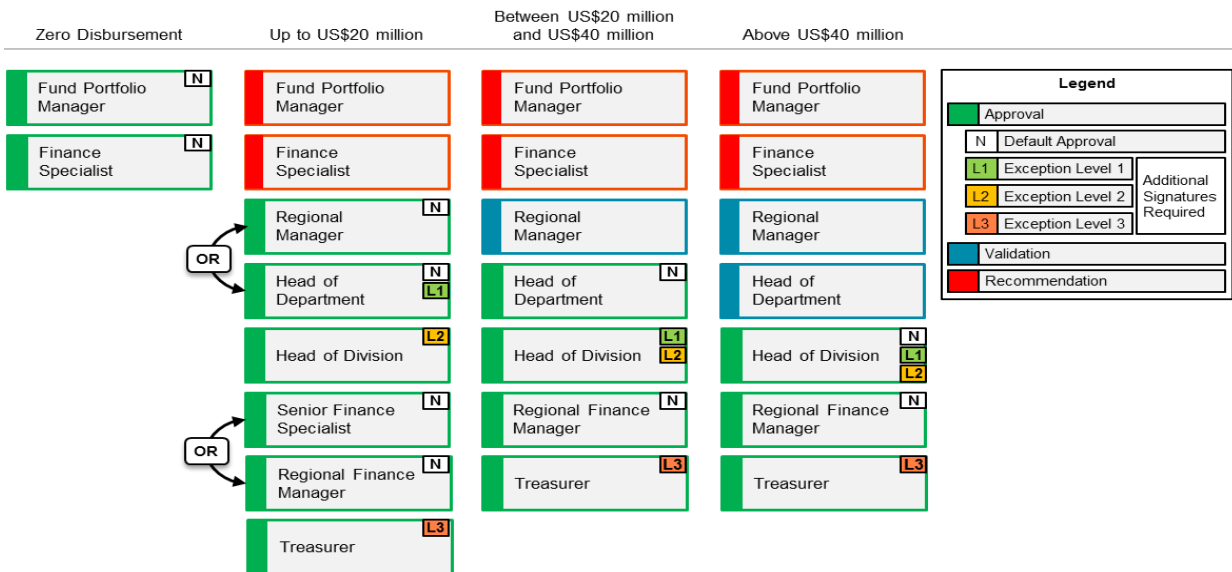 Zero Disbursement
Up to US$20 million
Between US$20 million
and US$40 million
Above US$40 million
Fund Portfolio
Manager
N
Finance
Specialist
N
Fund Portfolio
Manager
Finance
Specialist
OR
Regional
Manager
N
Head of
Department
N
L1
Head of Division
L2
OR
Senior Finance
Specialist
N
Regional Finance
Manager
N
Treasurer
L3
Fund Portfolio
Manager
Finance
Specialist
Regional
Manager
Head of
Department
N
Head of Division
L1
L2
Regional Finance
Manager
N
Treasurer
L3
Fund Portfolio
Manager
Finance
Specialist
Regional
Manager
Head of
Department
Head of Division
N
L1
L2
Regional Finance
Manager
N
Treasurer
L3
Legend
Approval
N Default Approval
L1 Exception Level 1
L2 Exception Level 2
L3 Exception Level 3
Additional
Signatures
Required
Validation
Recommendation